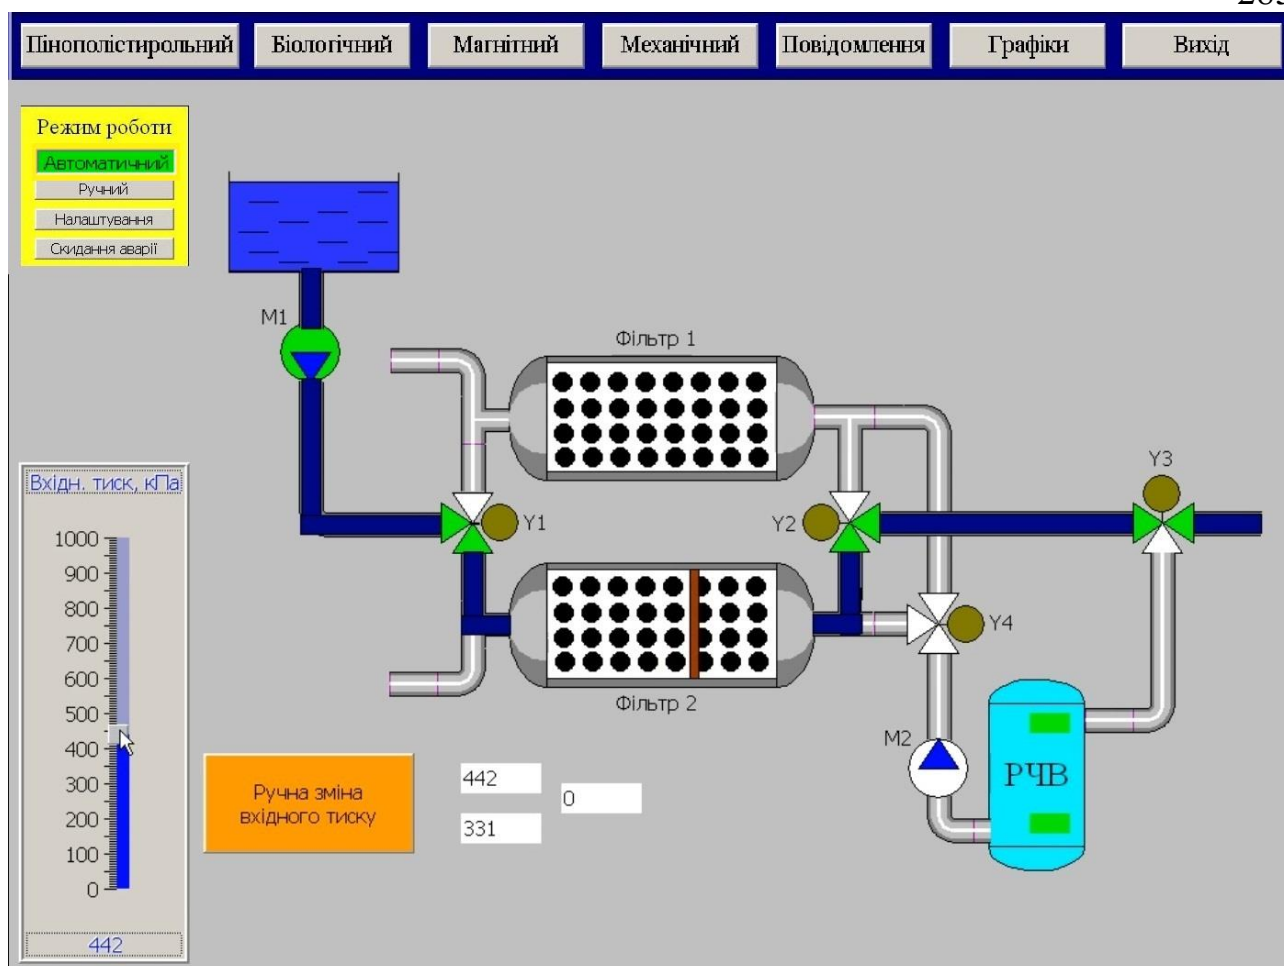 Пінополістирольний Біологічний Магнітний Механічний Повідомлення Графіки Вихід
Режим роботи
Автоматичний
Ручний
Налаштування
Скидання аварії
M1
Фільтр 1
Y1
Y2
Y3
Y4
Фільтр 2
M2
РЧВ
Вхідн. тиск, кПа
1000
900
800
700
600
500
400
300
200
100
0
442
Ручна зміна
вхідного тиску
442
0
331